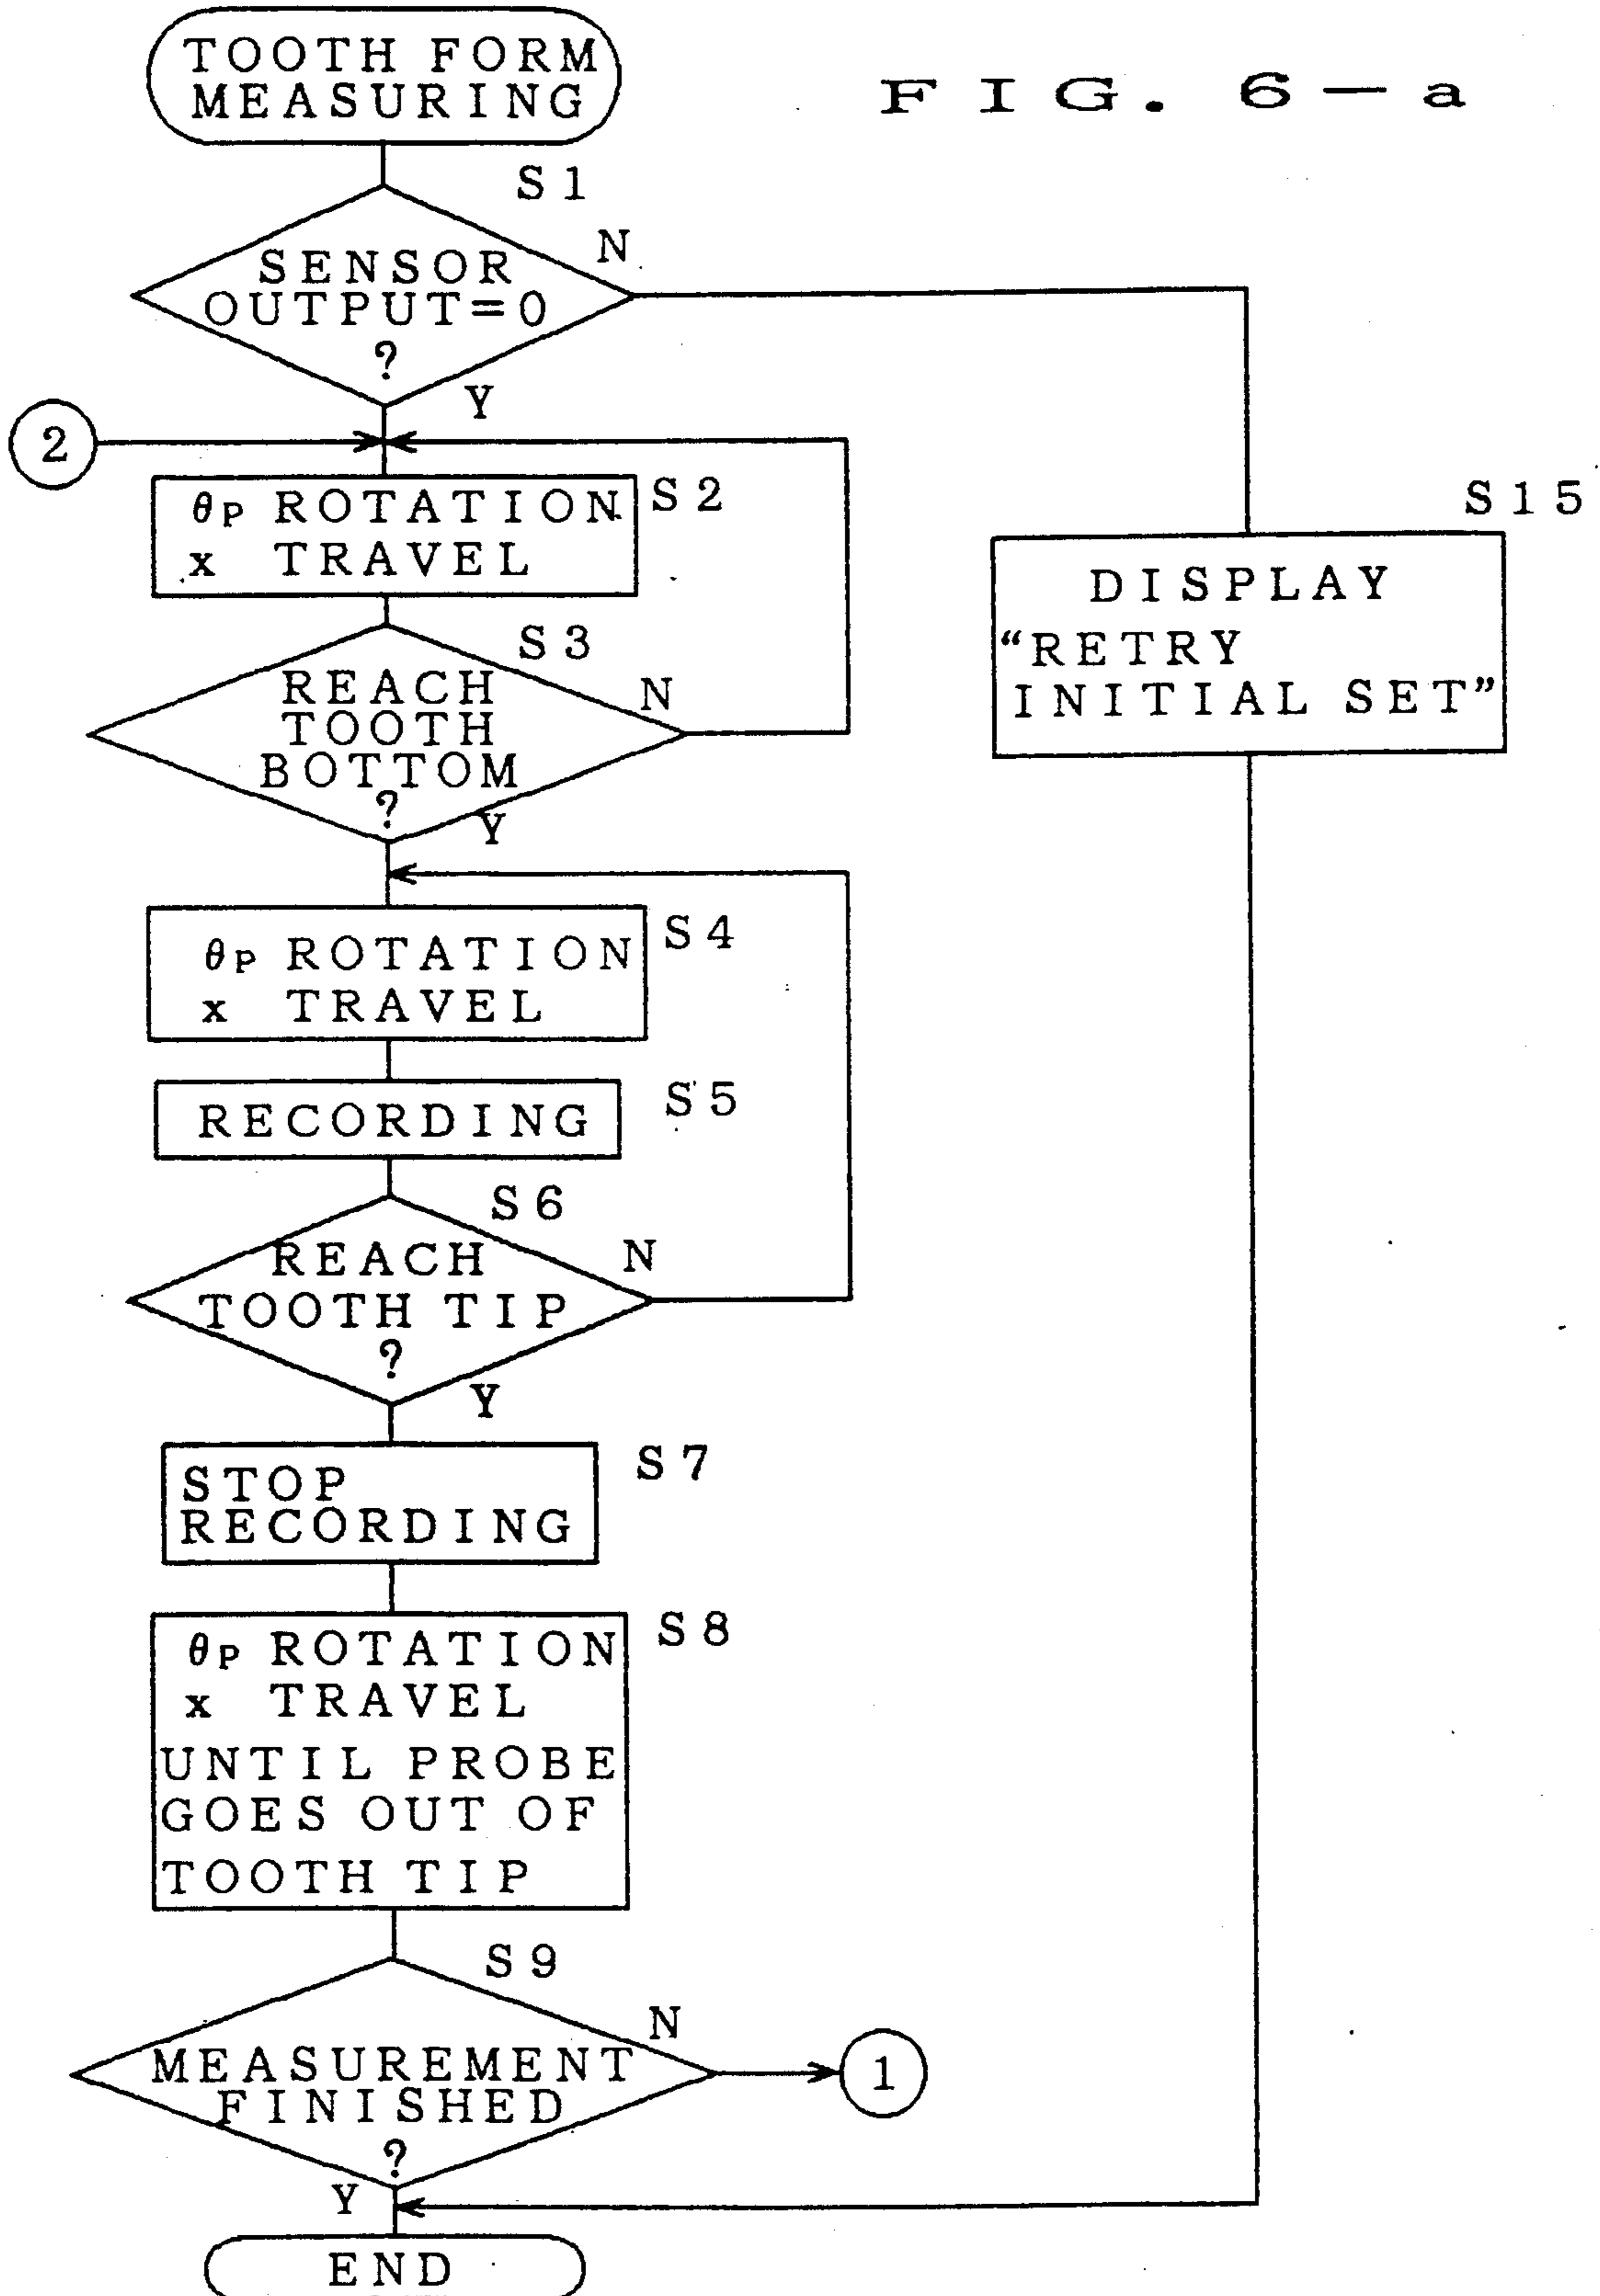 TOOTH FORM
MEASURING
FIG. 6-a
S1
SENSOR
OUTPUT=0
?
N
Y
2
θP ROTATION
x TRAVEL
S2
S15
DISPLAY
“RETRY
INITIAL SET”
S3
REACH
TOOTH
BOTTOM
?
N
Y
θP ROTATION
x TRAVEL
S4
RECORDING
S5
S6
REACH
TOOTH TIP
?
N
Y
STOP
RECORDING
S7
θP ROTATION
x TRAVEL
UNTIL PROBE
GOES OUT OF
TOOTH TIP
S8
S9
MEASUREMENT
FINISHED
?
N
1
Y
END